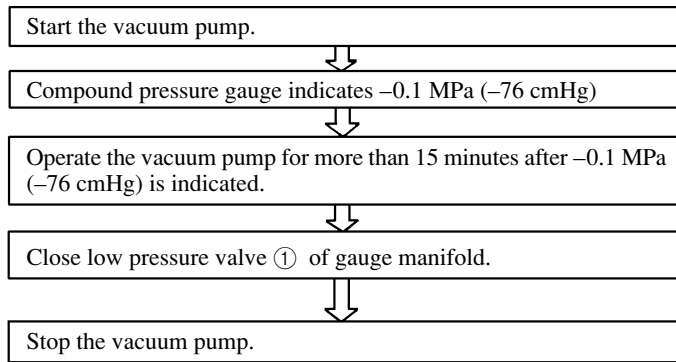 Start the vacuum pump.
Compound pressure gauge indicates –0.1 MPa (–76 cmHg)
Operate the vacuum pump for more than 15 minutes after –0.1 MPa
(–76 cmHg) is indicated.
Close low pressure valve ① of gauge manifold.
Stop the vacuum pump.